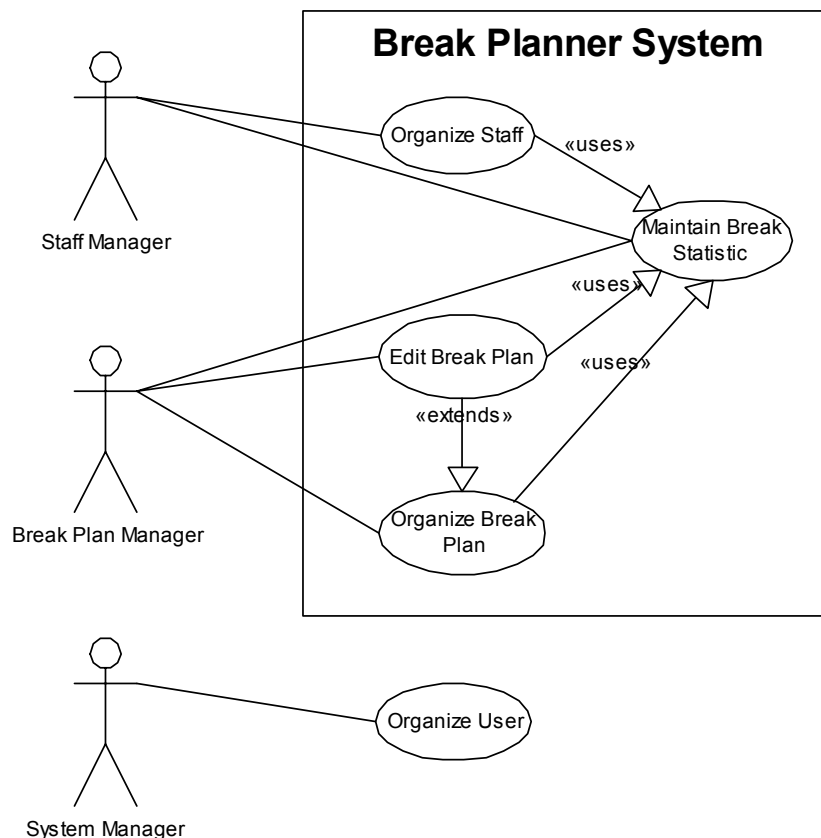 Break Planner System
Organize Staff
«uses»
Staff Manager
Maintain Break
Statistic
«uses»
Edit Break Plan
«uses»
«extends»
Organize Break
Plan
Break Plan Manager
Organize User
System Manager